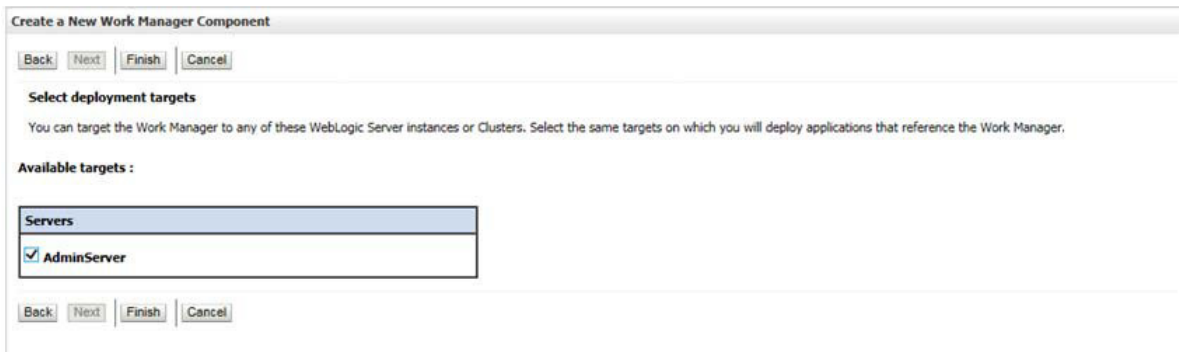 Create a New Work Manager Component
Back Next Finish Cancel
Select deployment targets
You can target the Work Manager to any of these WebLogic Server instances or Clusters. Select the same targets on which you will deploy applications that reference the Work Manager.
Available targets :
Servers
AdminServer
Back Next Finish Cancel